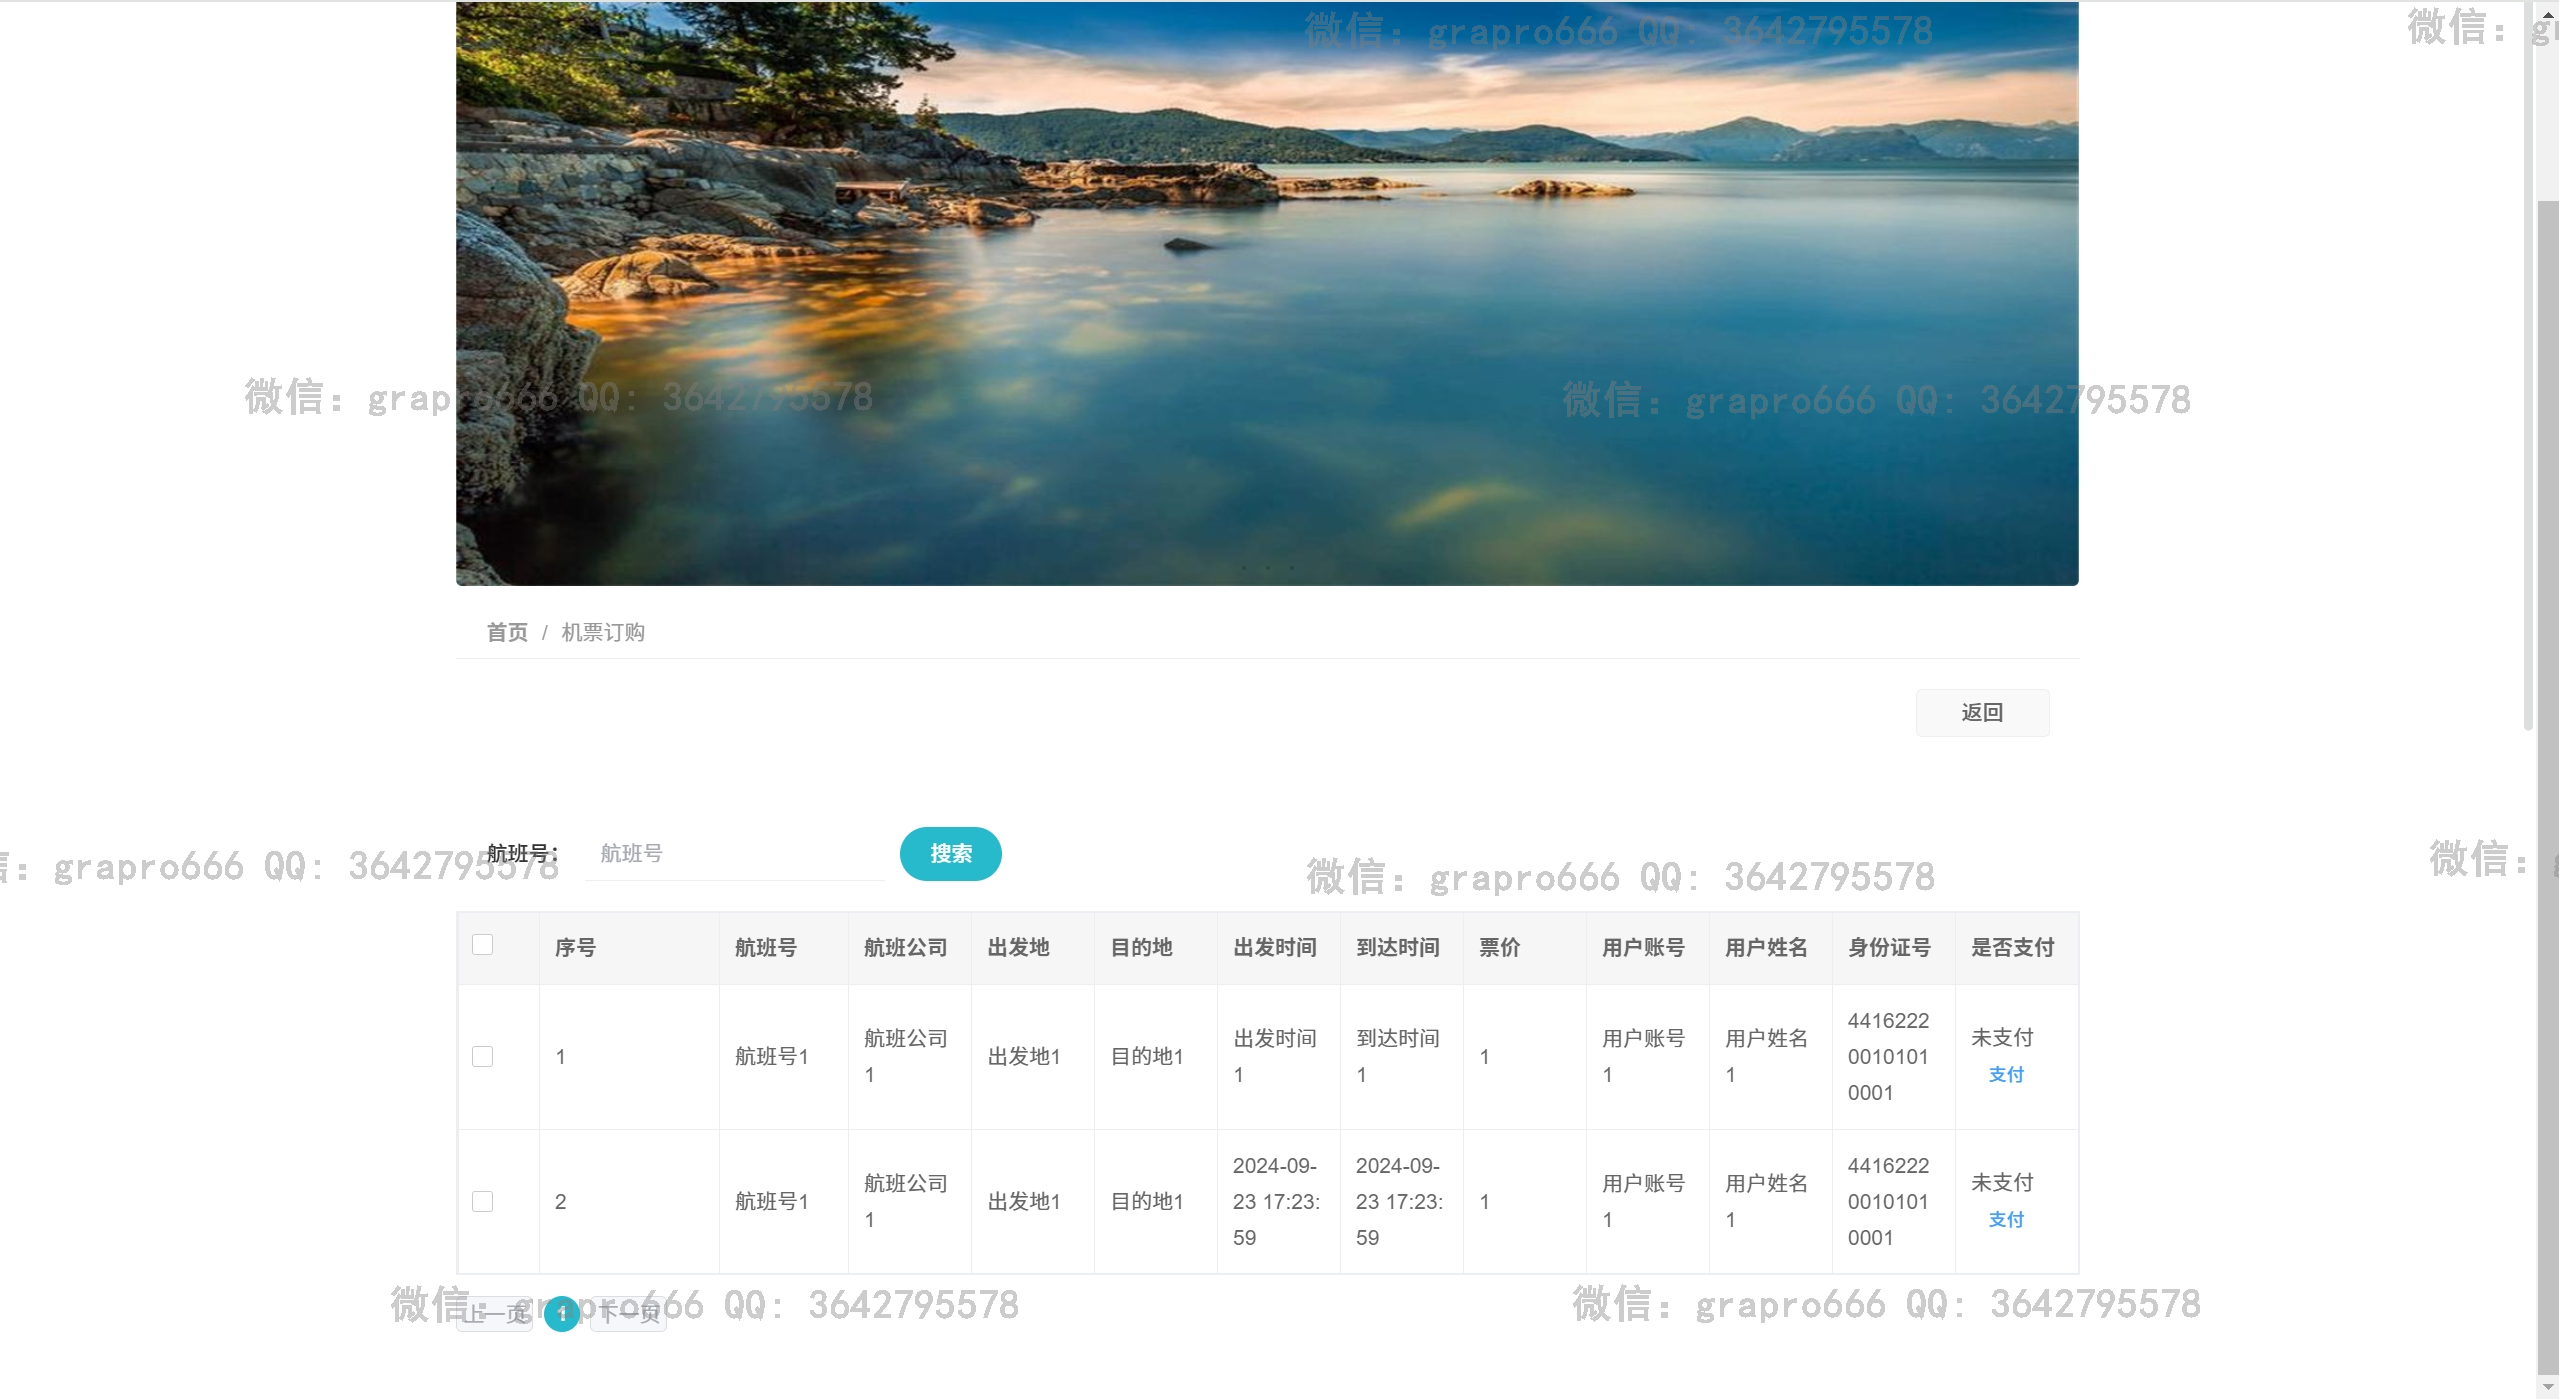 微信：grapro666 QQ: 3642795578
微信：gr
微信：grapro666 QQ: 3642795578
微信：grapro666 QQ: 3642795578
首页 / 机票订购
返回
航班号： 航班号 搜索
信：grapro666 QQ: 3642795578
微信：grapro666 QQ: 3642795578
微信：g
序号 航班号 航班公司 出发地 目的地 出发时间 到达时间 票价 用户账号 用户姓名 身份证号 是否支付
1 航班号1 航班公司1 出发地1 目的地1 出发时间1 到达时间1 1 用户账号1 用户姓名1 441622200101010001 未支付 支付
2 航班号1 航班公司1 出发地1 目的地1 2024-09-23 17:23:59 2024-09-23 17:23:59 1 用户账号1 用户姓名1 441622200101010001 未支付 支付
微信：grapro666 QQ: 3642795578
微信：grapro666 QQ: 3642795578
上一页 1 下一页